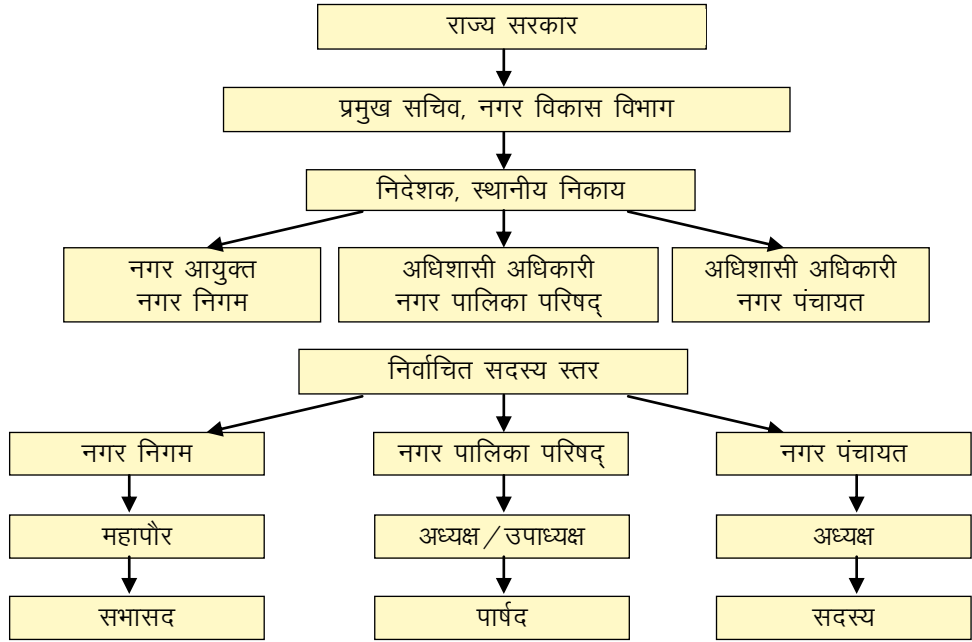 राज्य सरकार
प्रमुख सचिव, नगर विकास विभाग
निदेशक, स्थानीय निकाय
नगर आयुक्त
नगर निगम
अधिशासी अधिकारी
नगर पालिका परिषद्
अधिशासी अधिकारी
नगर पंचायत
निर्वाचित सदस्य स्तर
नगर निगम
नगर पालिका परिषद्
नगर पंचायत
महापौर
अध्यक्ष/उपाध्यक्ष
अध्यक्ष
सभासद
पार्षद
सदस्य